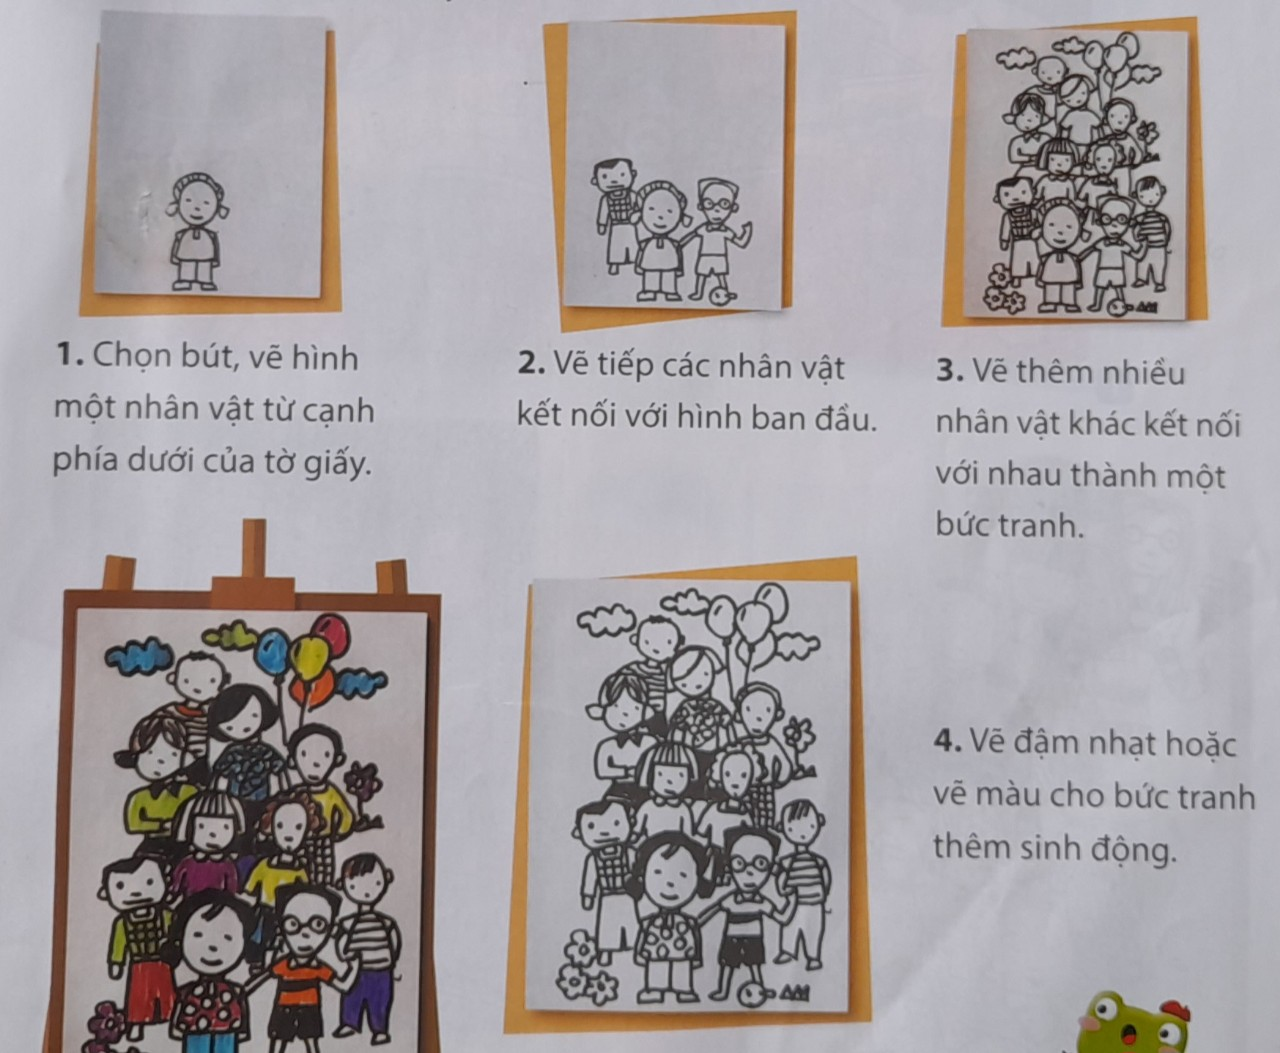 1. Chọn bút, vẽ hình
một nhân vật từ cạnh
phía dưới của tờ giấy.
2. Vẽ tiếp các nhân vật
kết nối với hình ban đầu.
3. Vẽ thêm nhiều
nhân vật khác kết nối
với nhau thành một
bức tranh.
4. Vẽ đậm nhạt hoặc
vẽ màu cho bức tranh
thêm sinh động.